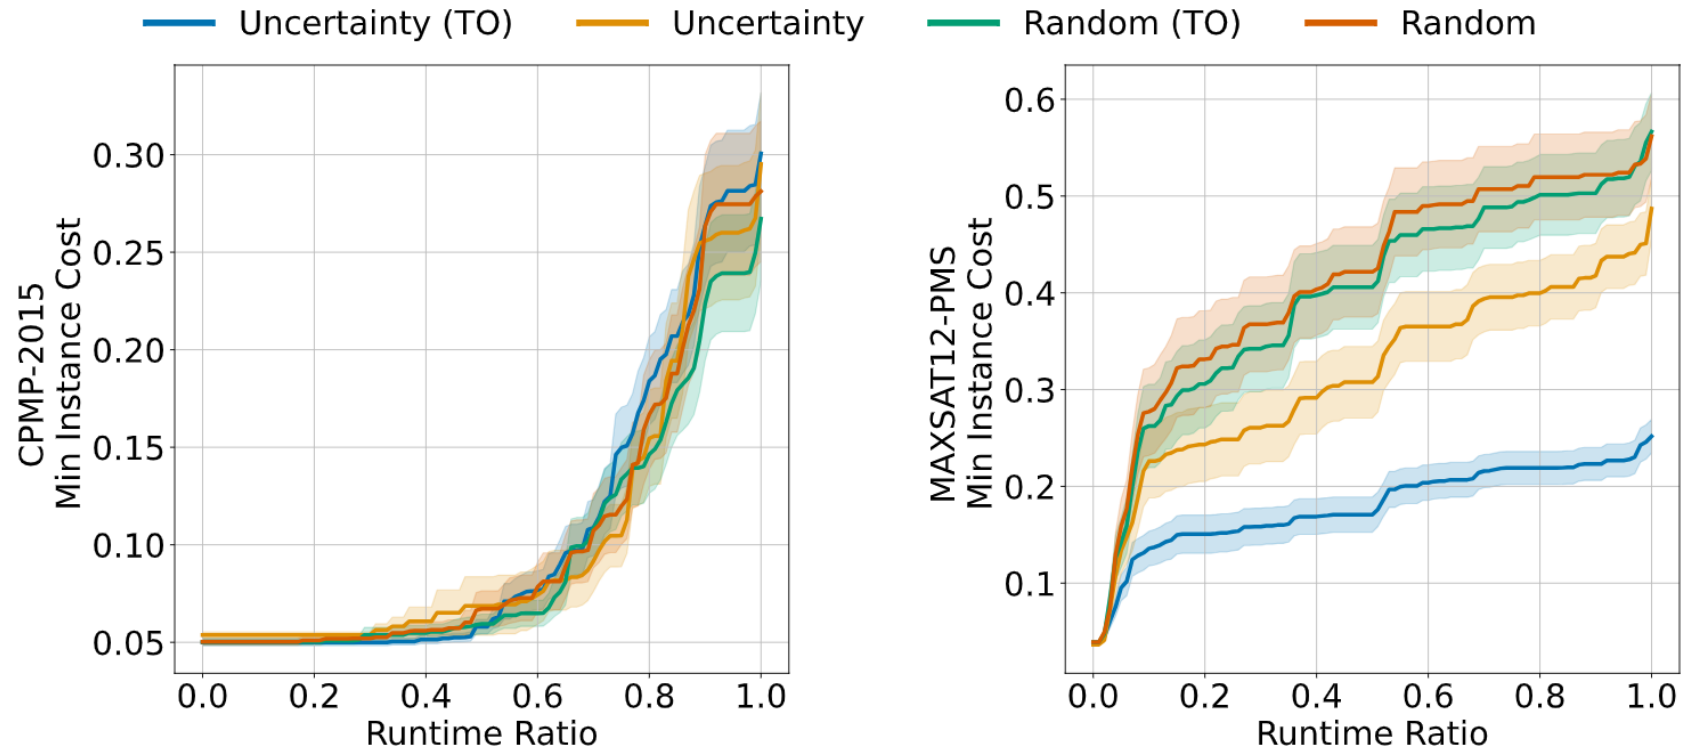 Uncertainty (TO) Uncertainty Random (TO) Random
CPMP-2015
Min Instance Cost
0.30
0.25
0.20
0.15
0.10
0.05
0.0 0.2 0.4 0.6 0.8 1.0
Runtime Ratio
MAXSAT12-PMS
Min Instance Cost
0.6
0.5
0.4
0.3
0.2
0.1
0.0 0.2 0.4 0.6 0.8 1.0
Runtime Ratio